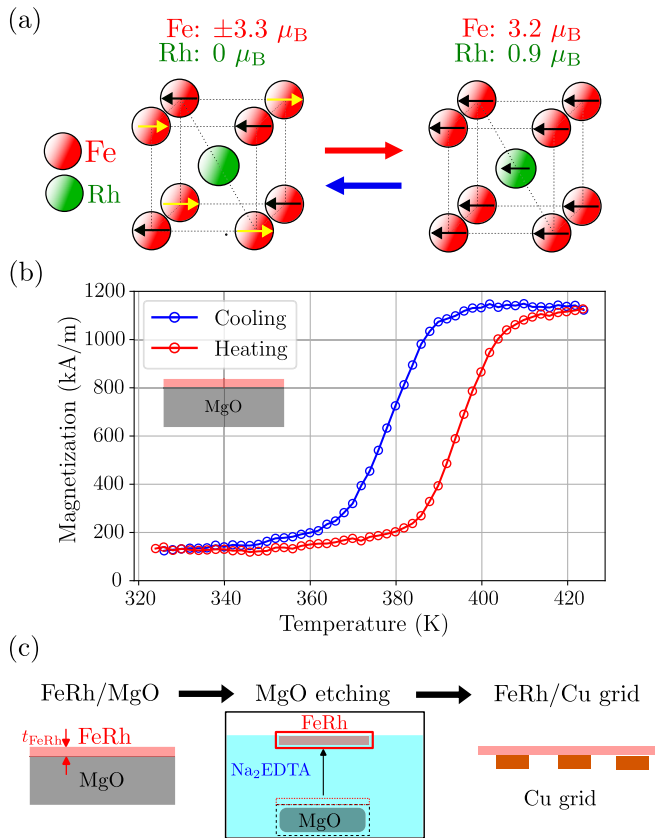 (a)
Fe: ±3.3 μB
Rh: 0 μB
Fe: 3.2 μB
Rh: 0.9 μB
Fe
Rh
(b)
Magnetization (kA/m)
1200
1000
800
600
400
200
0
Cooling
Heating
MgO
320 340 360 380 400 420
Temperature (K)
(c)
FeRh/MgO MgO etching FeRh/Cu grid
tFeRh FeRh
MgO
FeRh
Na₂EDTA
MgO
Cu grid